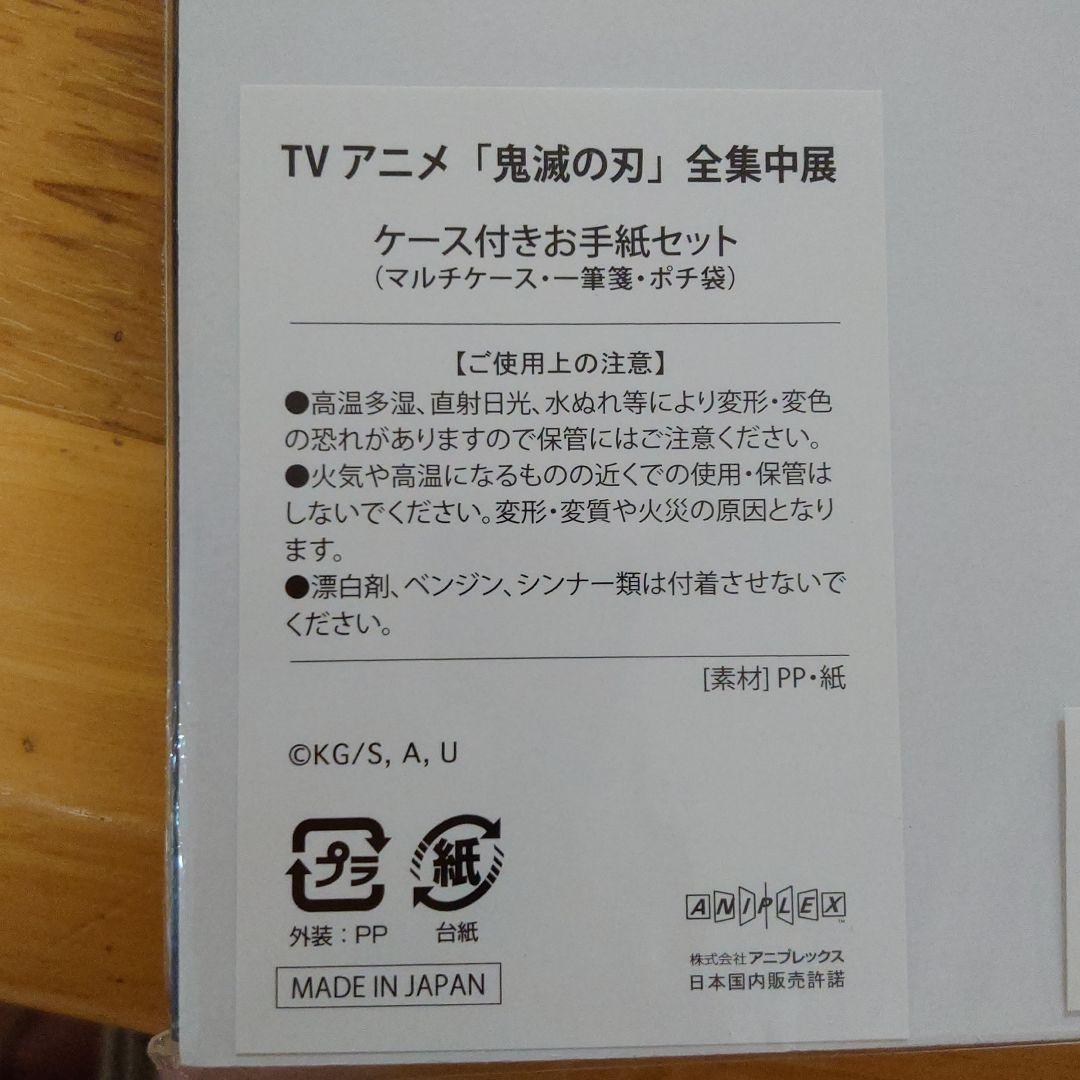 TVアニメ「鬼滅の刃」全集中展
ケース付きお手紙セット
（マルチケース・一筆箋・ポチ袋）
【ご使用上の注意】
●高温多湿、直射日光、水ぬれ等により変形・変色
の恐れがありますので保管にはご注意ください。
●火気や高温になるものの近くでの使用・保管は
しないでください。変形・変質や火災の原因となり
ます。
●漂白剤、ベンジン、シンナー類は付着させないで
ください。
[素材] PP・紙
©KG/S, A, U
プラ 紙
外装：PP 台紙
MADE IN JAPAN
ANIPLEX™
株式会社アニプレックス
日本国内販売許諾